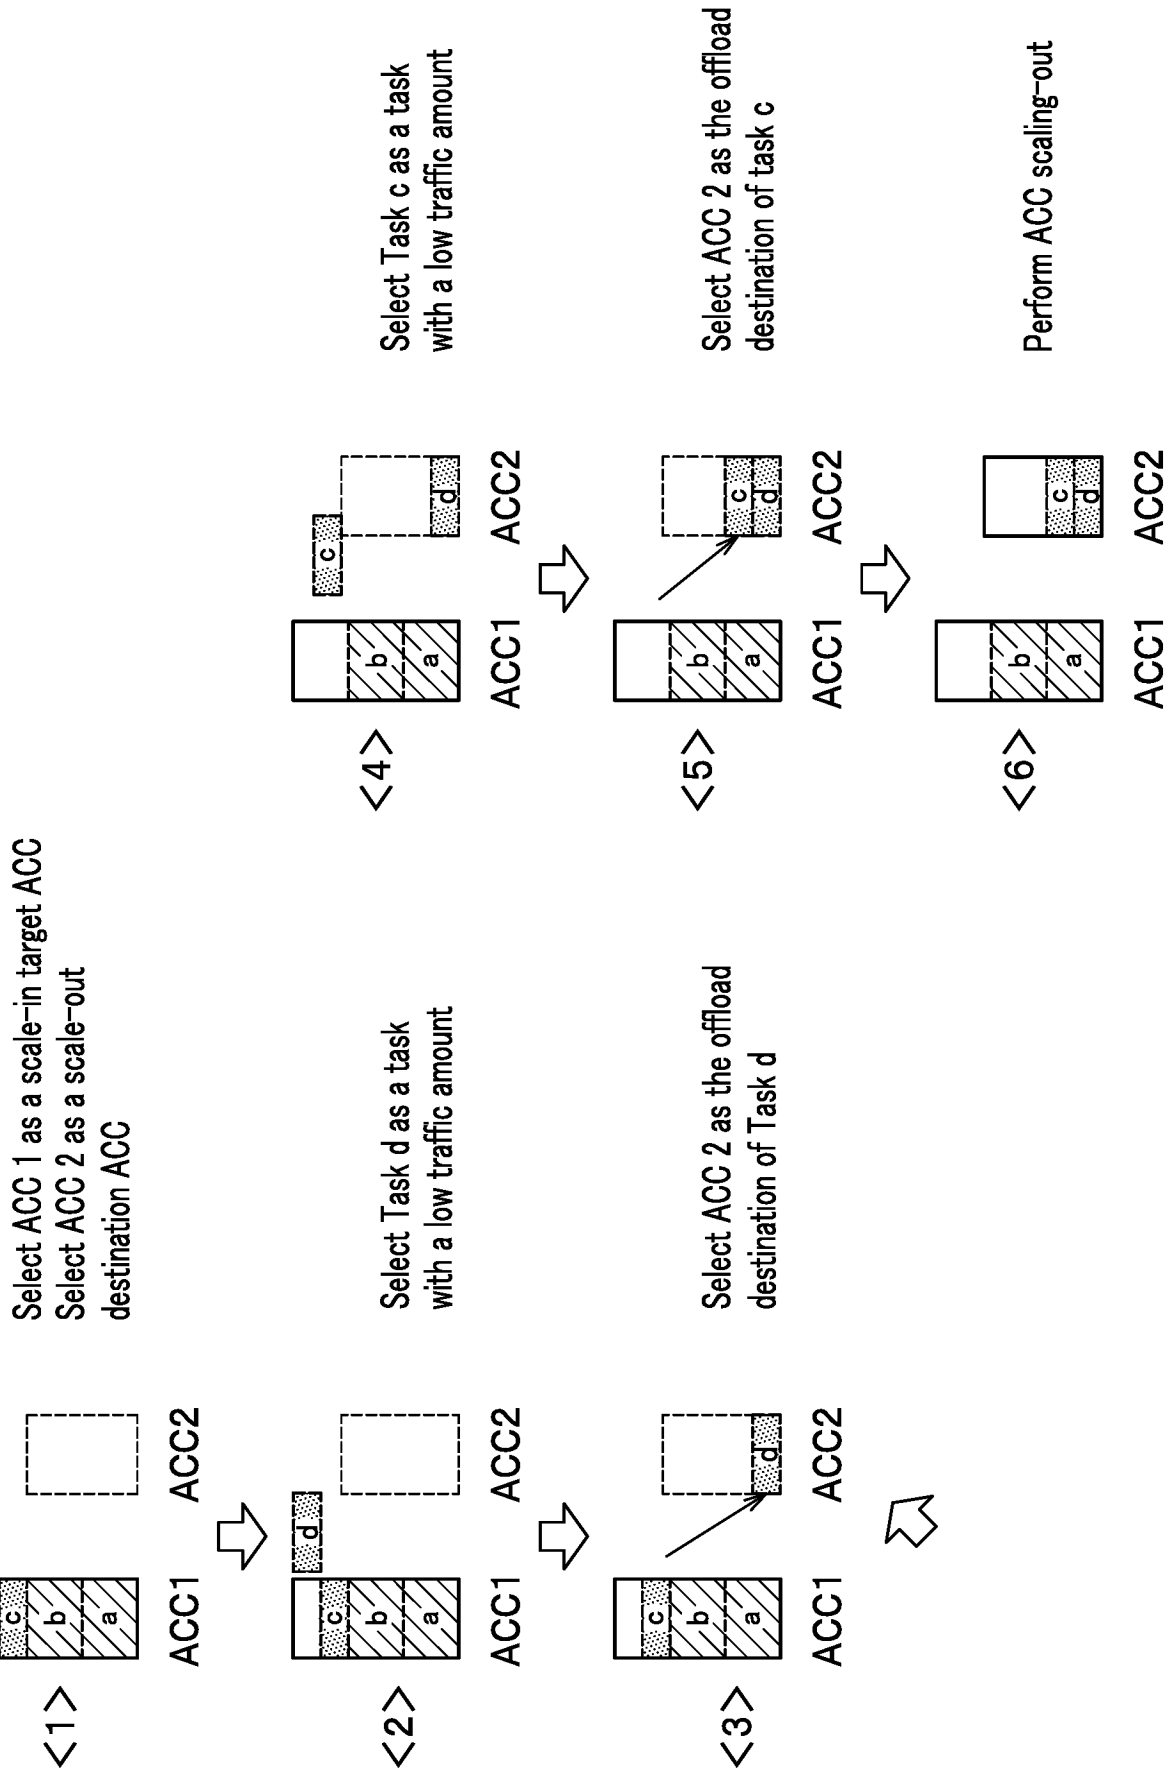 <1>
c
b
a
ACC1
ACC2
Select ACC 1 as a scale-in target ACC
Select ACC 2 as a scale-out
destination ACC
<2>
d
c
b
a
ACC1
ACC2
Select Task d as a task
with a low traffic amount
<3>
c
b
a
d
ACC1
ACC2
Select ACC 2 as the offload
destination of Task d
<4>
c
b
a
d
ACC1
ACC2
Select Task c as a task
with a low traffic amount
<5>
b
a
c
d
ACC1
ACC2
Select ACC 2 as the offload
destination of task c
<6>
b
a
c
d
ACC1
ACC2
Perform ACC scaling-out